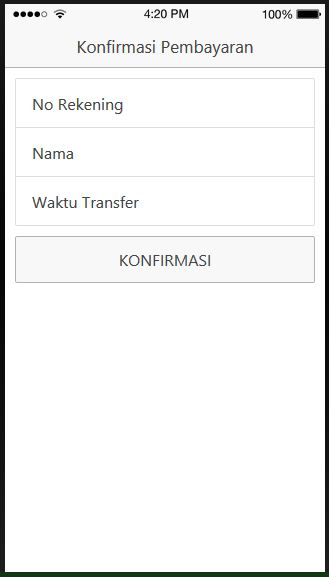 4:20 PM 100%
Konfirmasi Pembayaran
No Rekening
Nama
Waktu Transfer
KONFIRMASI